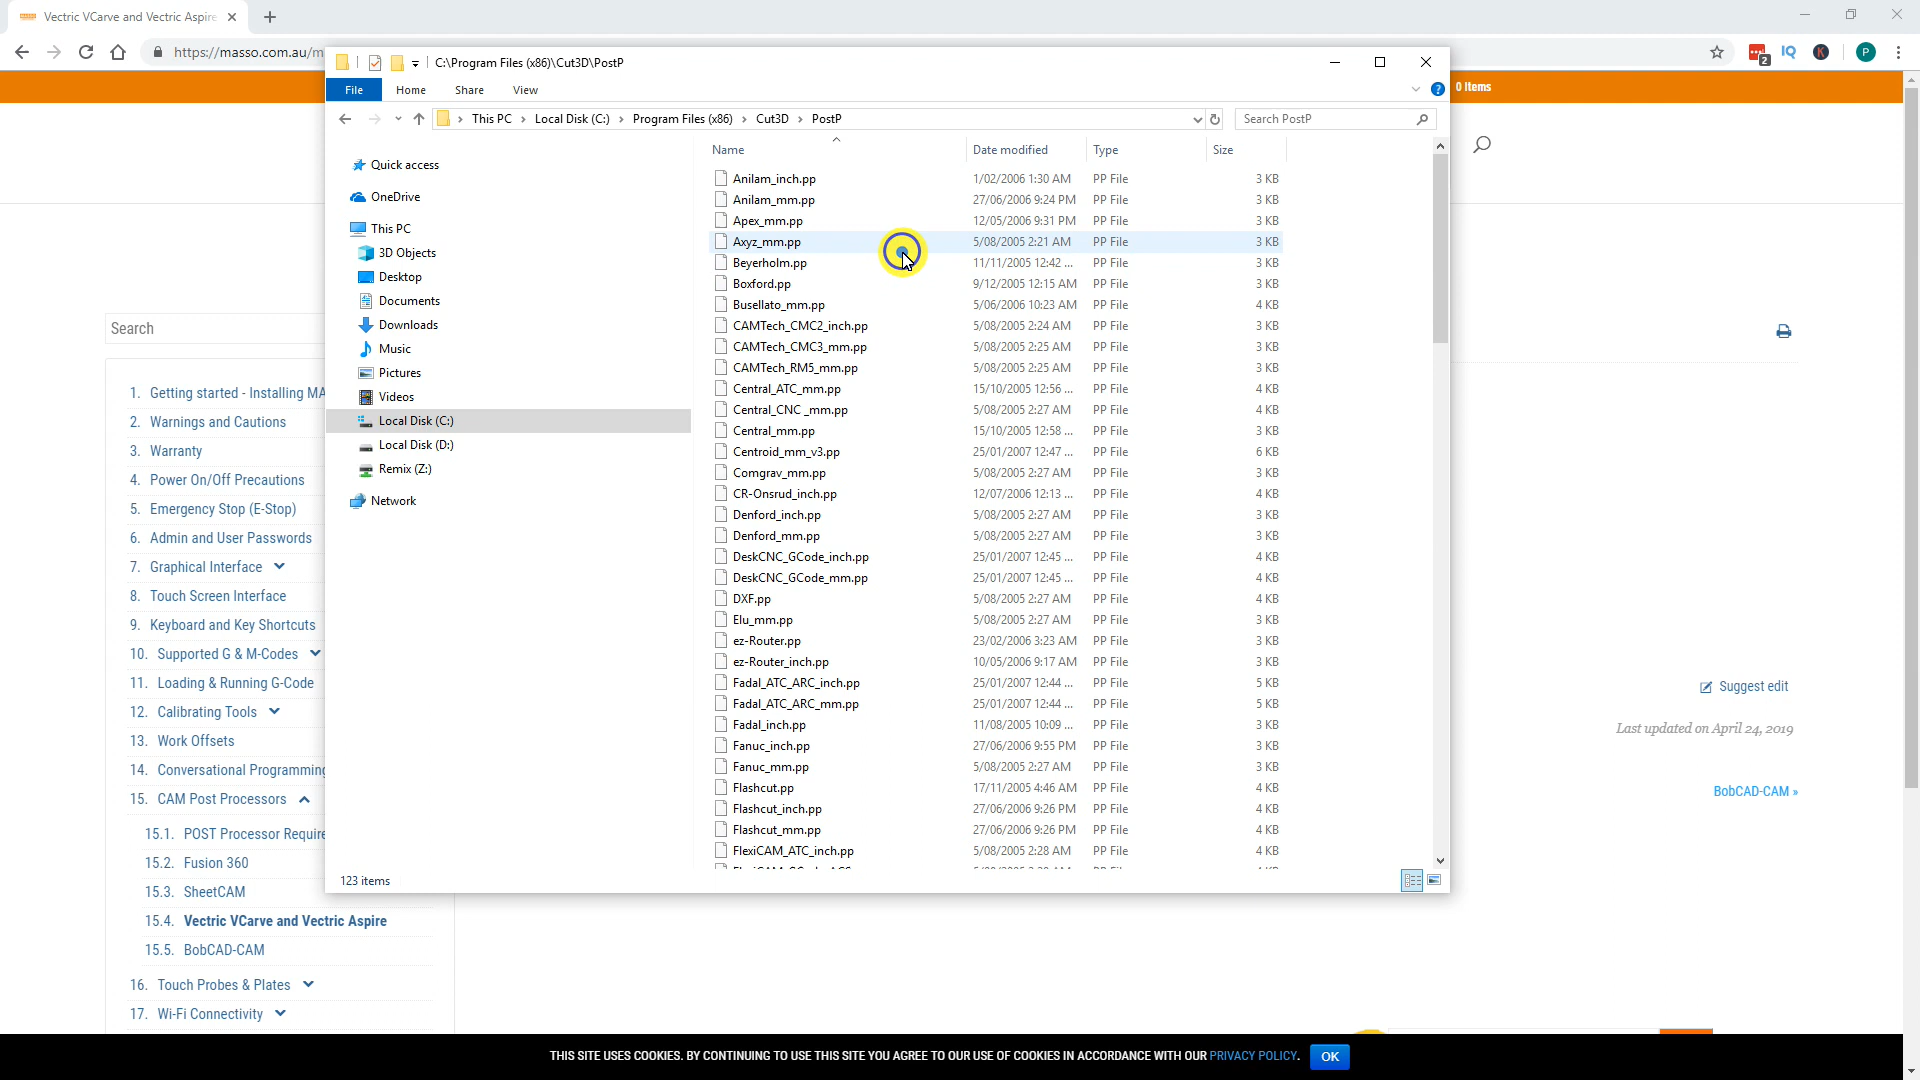 Vectric VCarve and Vectric Aspire
https://masso.com.au/m
C:\Program Files (x86)\Cut3D\PostP
File Home Share View
0 Items
This PC > Local Disk (C:) > Program Files (x86) > Cut3D > PostP
Search PostP
Quick access
OneDrive
This PC
3D Objects
Desktop
Documents
Downloads
Music
Pictures
Videos
Local Disk (C:)
Local Disk (D:)
Remix (Z:)
Network
Name Date modified Type Size
Anilam_inch.pp 1/02/2006 1:30 AM PP File 3 KB
Anilam_mm.pp 27/06/2006 9:24 PM PP File 3 KB
Apex_mm.pp 12/05/2006 9:31 PM PP File 3 KB
Axyz_mm.pp 5/08/2005 2:21 AM PP File 3 KB
Beyerholm.pp 11/11/2005 12:42 ... PP File 3 KB
Boxford.pp 9/12/2005 12:15 AM PP File 3 KB
Busellato_mm.pp 5/06/2006 10:23 AM PP File 4 KB
CAMTech_CMC2_inch.pp 5/08/2005 2:24 AM PP File 3 KB
CAMTech_CMC3_mm.pp 5/08/2005 2:25 AM PP File 3 KB
CAMTech_RM5_mm.pp 5/08/2005 2:25 AM PP File 3 KB
Central_ATC_mm.pp 15/10/2005 12:56 ... PP File 4 KB
Central_CNC _mm.pp 5/08/2005 2:27 AM PP File 4 KB
Central_mm.pp 15/10/2005 12:58 ... PP File 3 KB
Centroid_mm_v3.pp 25/01/2007 12:47 ... PP File 6 KB
Comgrav_mm.pp 5/08/2005 2:27 AM PP File 3 KB
CR-Onsrud_inch.pp 12/07/2006 12:13 ... PP File 4 KB
Denford_inch.pp 5/08/2005 2:27 AM PP File 3 KB
Denford_mm.pp 5/08/2005 2:27 AM PP File 3 KB
DeskCNC_GCode_inch.pp 25/01/2007 12:45 ... PP File 4 KB
DeskCNC_GCode_mm.pp 25/01/2007 12:45 ... PP File 4 KB
DXF.pp 5/08/2005 2:27 AM PP File 4 KB
Elu_mm.pp 5/08/2005 2:27 AM PP File 3 KB
ez-Router.pp 23/02/2006 3:23 AM PP File 3 KB
ez-Router_inch.pp 10/05/2006 9:17 AM PP File 3 KB
Fadal_ATC_ARC_inch.pp 25/01/2007 12:44 ... PP File 5 KB
Fadal_ATC_ARC_mm.pp 25/01/2007 12:44 ... PP File 5 KB
Fadal_inch.pp 11/08/2005 10:09 ... PP File 3 KB
Fanuc_inch.pp 27/06/2006 9:55 PM PP File 3 KB
Fanuc_mm.pp 5/08/2005 2:27 AM PP File 3 KB
Flashcut.pp 17/11/2005 4:46 AM PP File 4 KB
Flashcut_inch.pp 27/06/2006 9:26 PM PP File 4 KB
Flashcut_mm.pp 27/06/2006 9:26 PM PP File 4 KB
FlexiCAM_ATC_inch.pp 5/08/2005 2:28 AM PP File 4 KB
123 items
Search
1. Getting started - Installing MA
2. Warnings and Cautions
3. Warranty
4. Power On/Off Precautions
5. Emergency Stop (E-Stop)
6. Admin and User Passwords
7. Graphical Interface
8. Touch Screen Interface
9. Keyboard and Key Shortcuts
10. Supported G & M-Codes
11. Loading & Running G-Code
12. Calibrating Tools
13. Work Offsets
14. Conversational Programming
15. CAM Post Processors
15.1. POST Processor Require
15.2. Fusion 360
15.3. SheetCAM
15.4. Vectric VCarve and Vectric Aspire
15.5. BobCAD-CAM
16. Touch Probes & Plates
17. Wi-Fi Connectivity
Suggest edit
Last updated on April 24, 2019
BobCAD-CAM »
THIS SITE USES COOKIES. BY CONTINUING TO USE THIS SITE YOU AGREE TO OUR USE OF COOKIES IN ACCORDANCE WITH OUR PRIVACY POLICY. OK